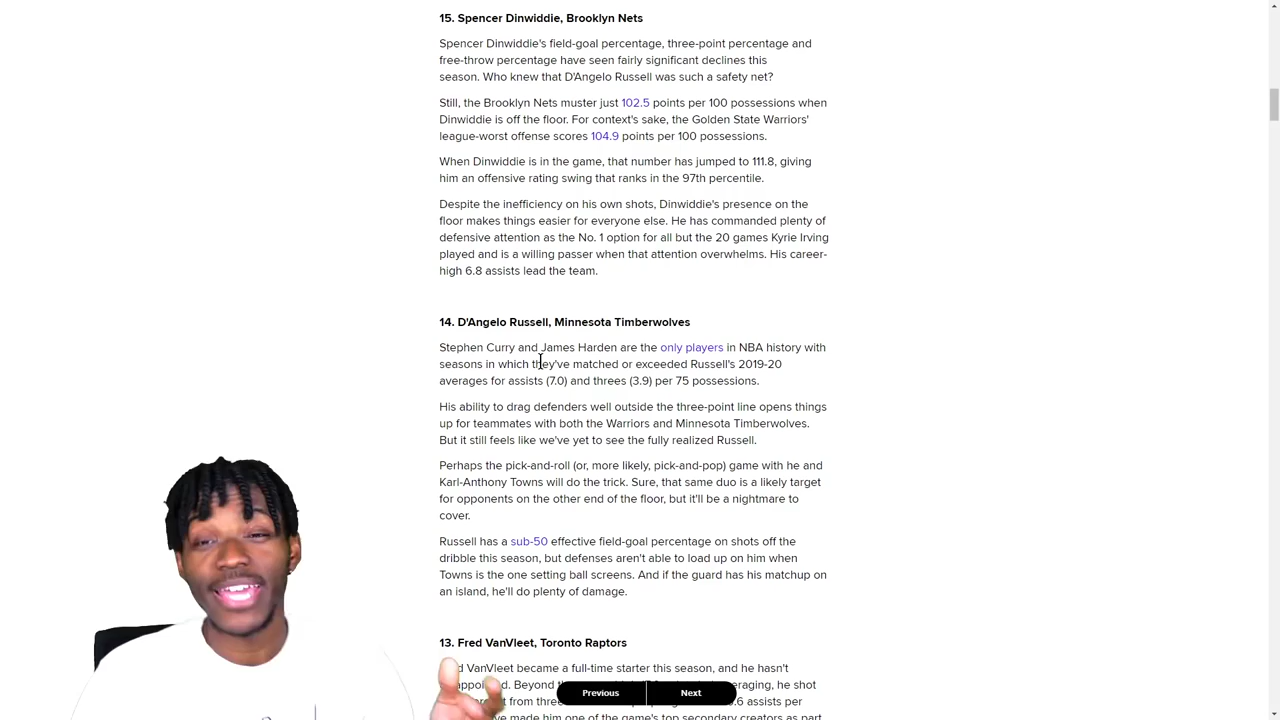 15. Spencer Dinwiddie, Brooklyn Nets
Spencer Dinwiddie's field-goal percentage, three-point percentage and
free-throw percentage have seen fairly significant declines this
season. Who knew that D'Angelo Russell was such a safety net?
Still, the Brooklyn Nets muster just 102.5 points per 100 possessions when
Dinwiddie is off the floor. For context's sake, the Golden State Warriors'
league-worst offense scores 104.9 points per 100 possessions.
When Dinwiddie is in the game, that number has jumped to 111.8, giving
him an offensive rating swing that ranks in the 97th percentile.
Despite the inefficiency on his own shots, Dinwiddie's presence on the
floor makes things easier for everyone else. He has commanded plenty of
defensive attention as the No. 1 option for all but the 20 games Kyrie Irving
played and is a willing passer when that attention overwhelms. His career-
high 6.8 assists lead the team.
14. D'Angelo Russell, Minnesota Timberwolves
Stephen Curry and James Harden are the only players in NBA history with
seasons in which they've matched or exceeded Russell's 2019-20
averages for assists (7.0) and threes (3.9) per 75 possessions.
His ability to drag defenders well outside the three-point line opens things
up for teammates with both the Warriors and Minnesota Timberwolves.
But it still feels like we've yet to see the fully realized Russell.
Perhaps the pick-and-roll (or, more likely, pick-and-pop) game with he and
Karl-Anthony Towns will do the trick. Sure, that same duo is a likely target
for opponents on the other end of the floor, but it'll be a nightmare to
cover.
Russell has a sub-50 effective field-goal percentage on shots off the
dribble this season, but defenses aren't able to load up on him when
Towns is the one setting ball screens. And if the guard has his matchup on
an island, he'll do plenty of damage.
13. Fred VanVleet, Toronto Raptors
VanVleet became a full-time starter this season, and he hasn't
Beyond he shot
from assists per
made him one of the game's top secondary creators as part
Previous
Next